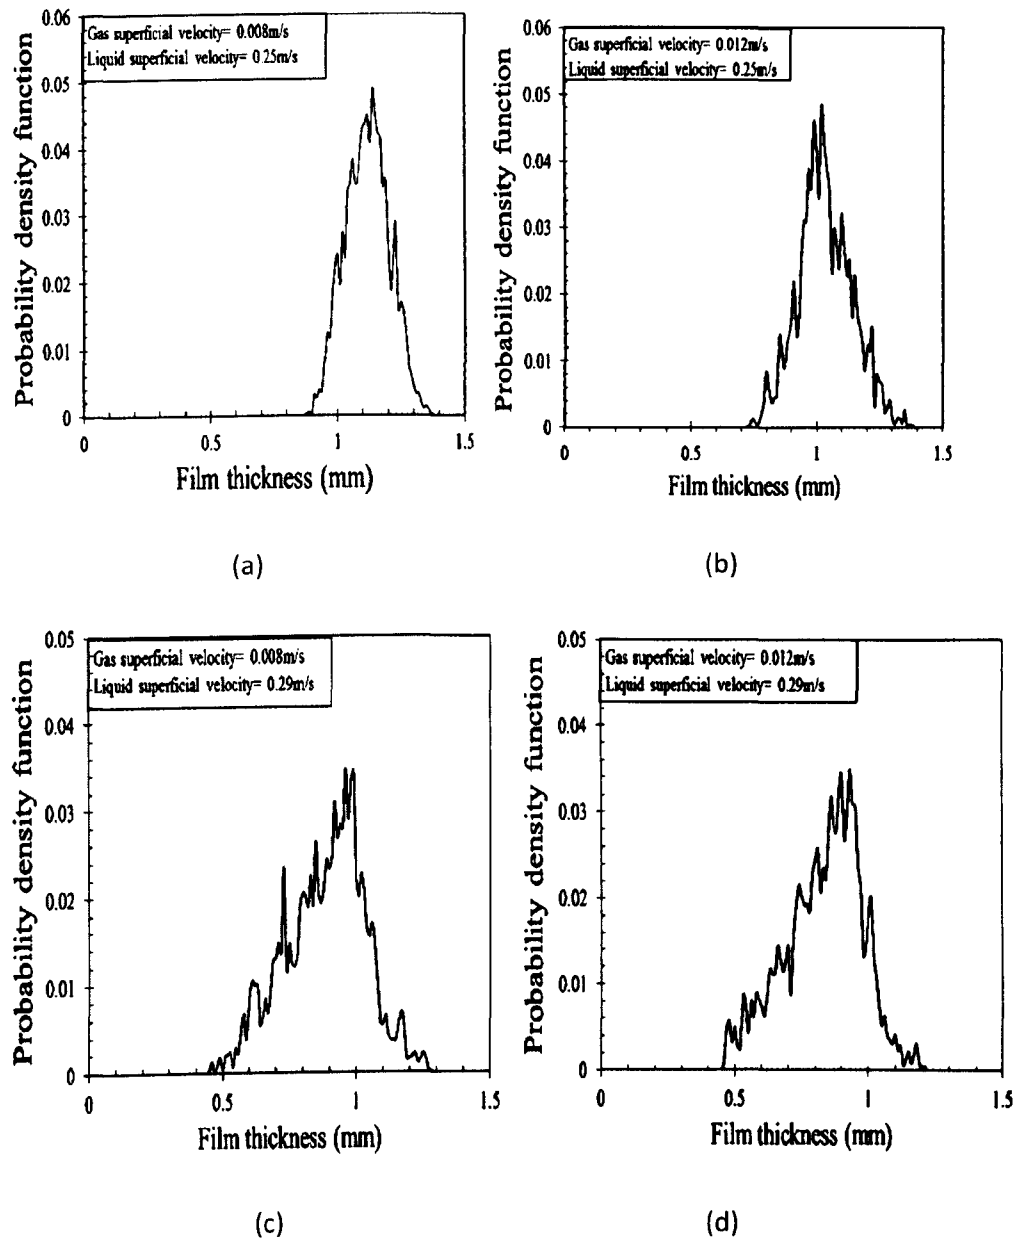 Gas superficial velocity= 0.008m/s
Liquid superficial velocity= 0.25m/s
Probability density function
0.06
0.05
0.04
0.03
0.02
0.01
0
0 0.5 1 1.5
Film thickness (mm)
(a)
Gas superficial velocity= 0.012m/s
Liquid superficial velocity= 0.25m/s
Probability density function
0.06
0.05
0.04
0.03
0.02
0.01
0
0 0.5 1 1.5
Film thickness (mm)
(b)
Gas superficial velocity= 0.008m/s
Liquid superficial velocity= 0.29m/s
Probability density function
0.05
0.04
0.03
0.02
0.01
0
0 0.5 1 1.5
Film thickness (mm)
(c)
Gas superficial velocity= 0.012m/s
Liquid superficial velocity= 0.29m/s
Probability density function
0.05
0.04
0.03
0.02
0.01
0
0 0.5 1 1.5
Film thickness (mm)
(d)